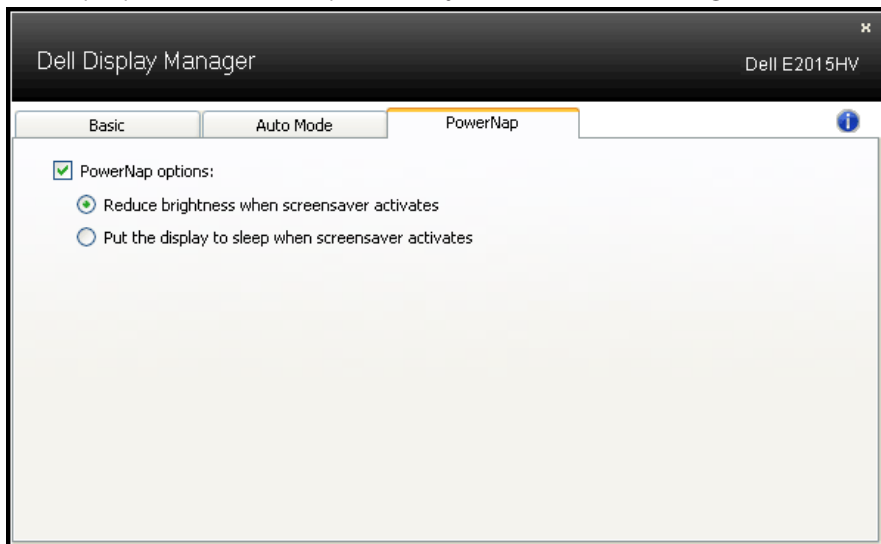 x
Dell Display Manager
Dell E2015HV
Basic
Auto Mode
PowerNap
i
PowerNap options:
Reduce brightness when screensaver activates
Put the display to sleep when screensaver activates